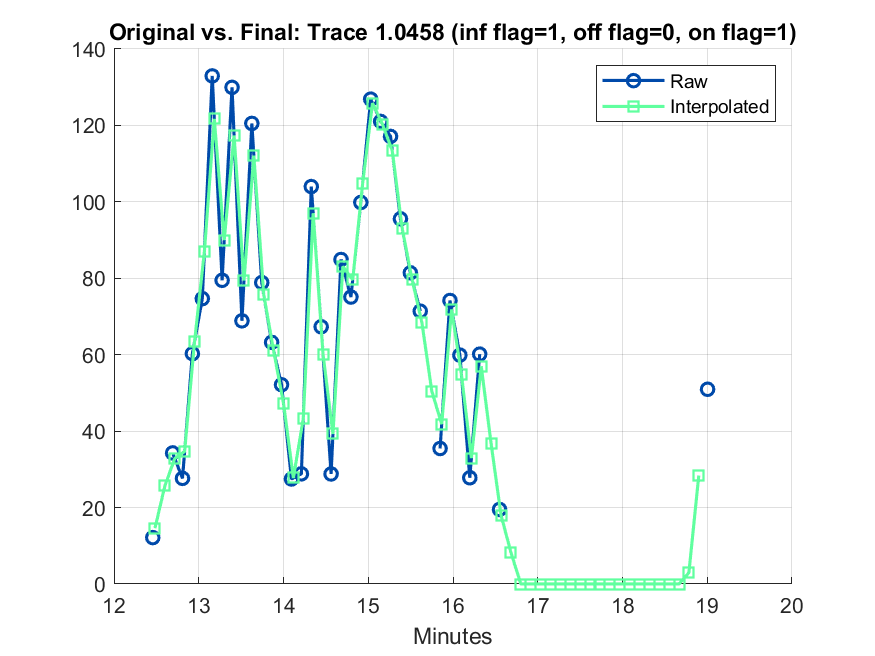 Original vs. Final: Trace 1.0458 (inf flag=1, off flag=0, on flag=1)
140
120
100
80
60
40
20
0
Raw
Interpolated
12 13 14 15 16 17 18 19 20
Minutes